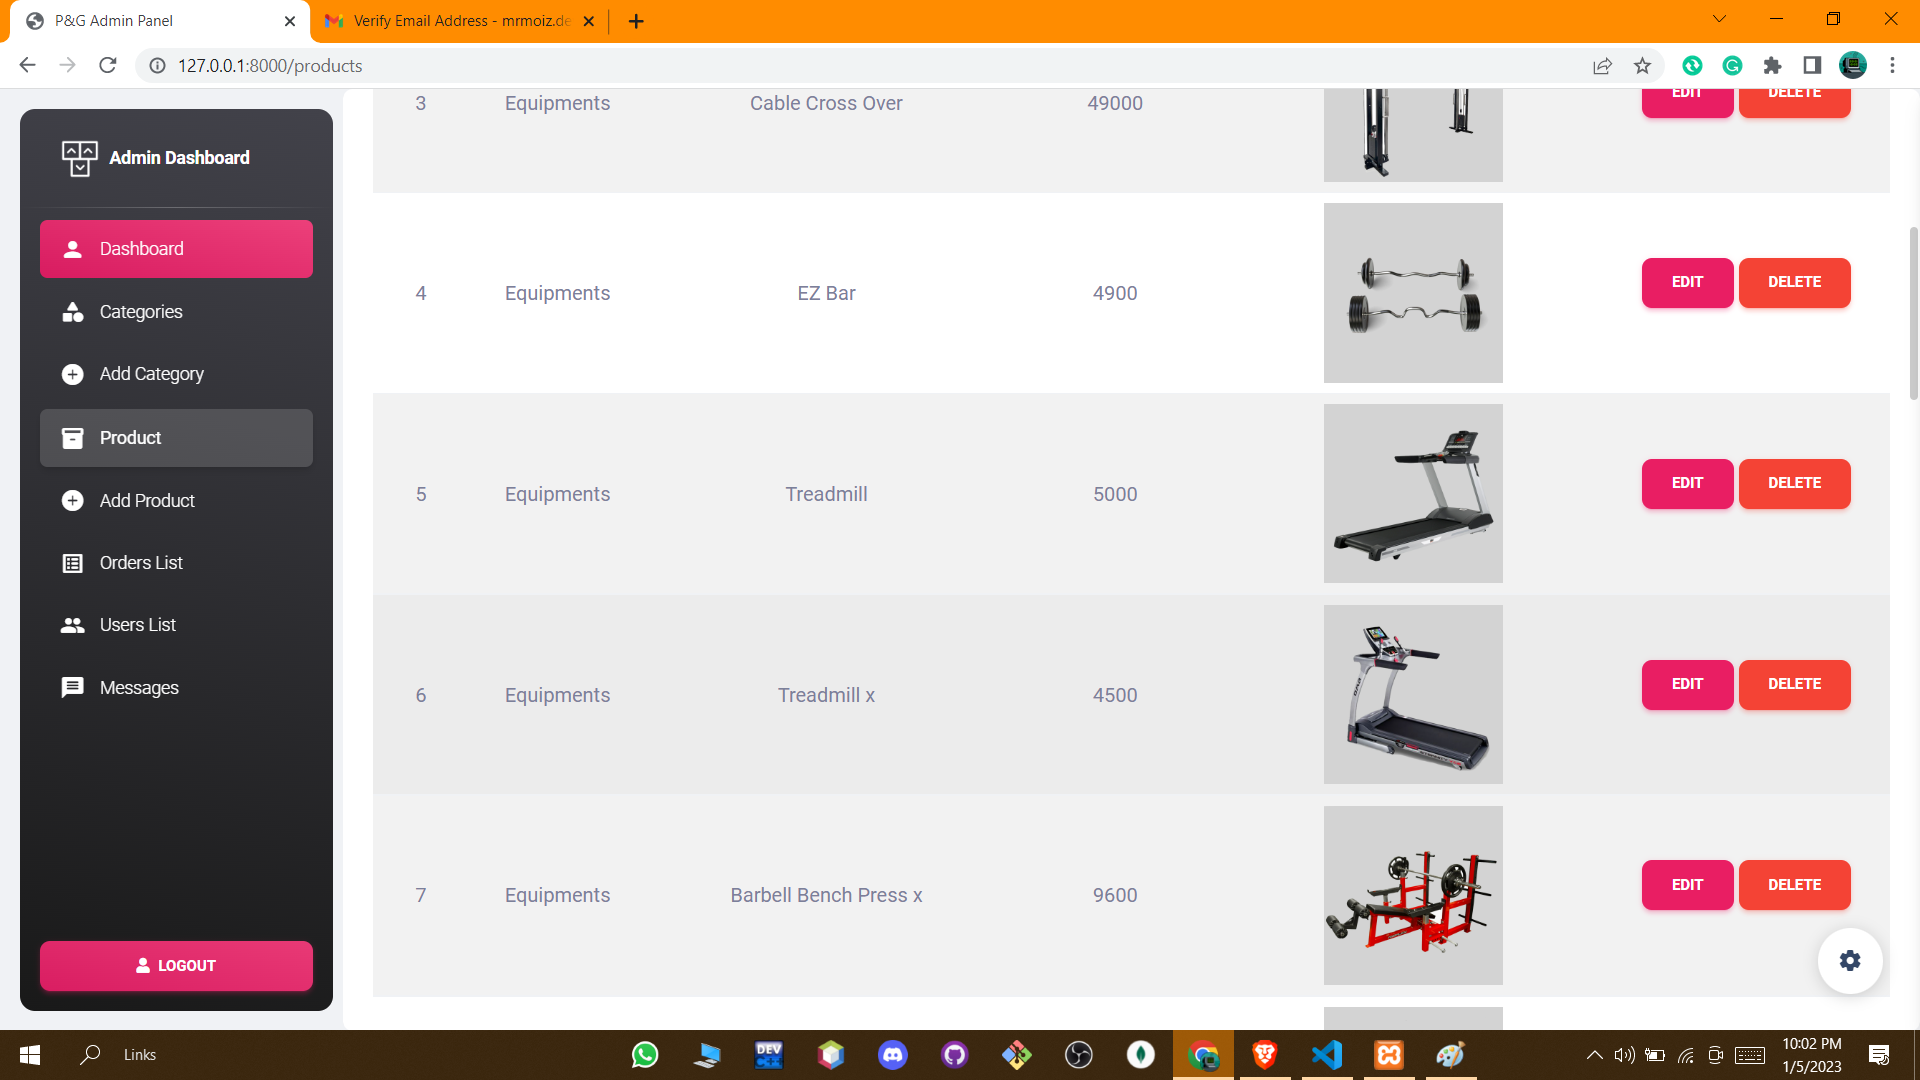 P&G Admin Panel
Verify Email Address - mrmoiz.de
127.0.0.1:8000/products
Admin Dashboard
Dashboard
Categories
Add Category
Product
Add Product
Orders List
Users List
Messages
LOGOUT
3 Equipments Cable Cross Over 49000 EDIT DELETE
4 Equipments EZ Bar 4900 EDIT DELETE
5 Equipments Treadmill 5000 EDIT DELETE
6 Equipments Treadmill x 4500 EDIT DELETE
7 Equipments Barbell Bench Press x 9600 EDIT DELETE
Links
DEV
C++
10:02 PM
1/5/2023